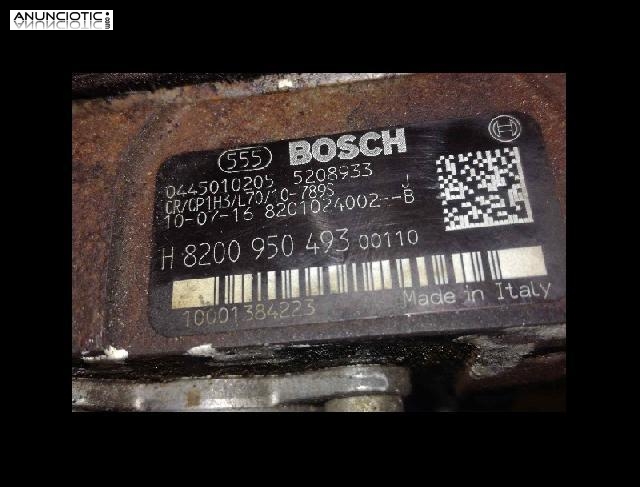 ANUNCIOTIC.com
555 BOSCH
0445010205 5208933
CR/CP1H3/L70/10-789S J
10-07-16 8201024002--B
H 8200 950 493 00110
10001384223
Made in Italy